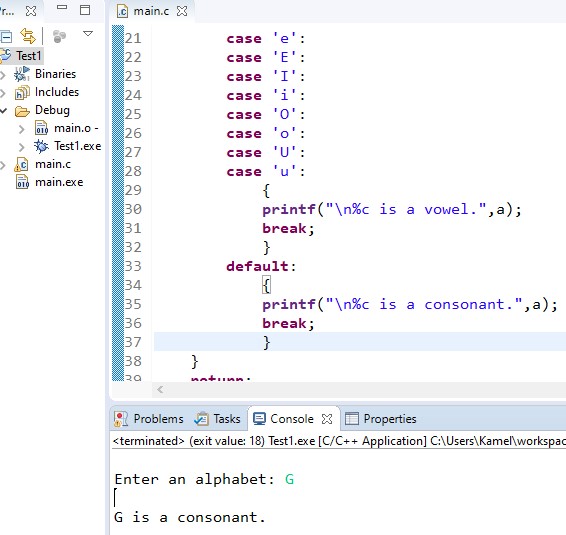 r...
main.c
Test1
Binaries
Includes
Debug
main.o -
Test1.exe
main.c
main.exe
21 case 'e':
22 case 'E':
23 case 'I':
24 case 'i':
25 case 'O':
26 case 'o':
27 case 'U':
28 case 'u':
29 {
30 printf("\n%c is a vowel.",a);
31 break;
32 }
33 default:
34 {
35 printf("\n%c is a consonant.",a);
36 break;
37 }
38 }
39 return;
Problems Tasks Console Properties
<terminated> (exit value: 18) Test1.exe [C/C++ Application] C:\Users\Kamel\workspac
Enter an alphabet: G
G is a consonant.